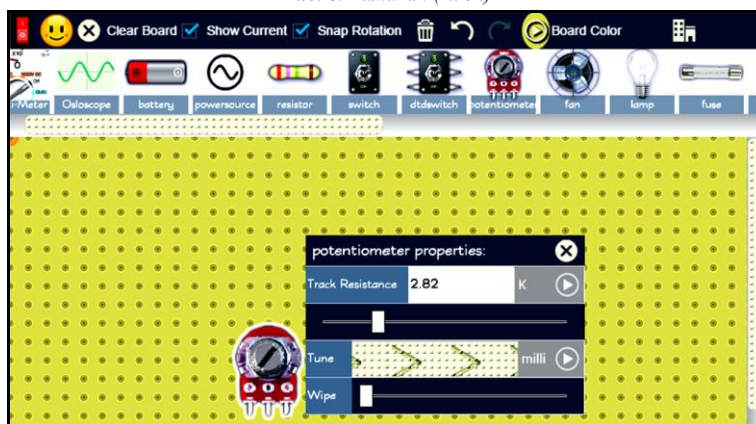 Clear Board Show Current Snap Rotation Board Color
Osloscope battery powersource resistor switch dtdswitch potentiometer fan lamp fuse
potentiometer properties:
Track Resistance 2.82 K
Tune milli
Wipe